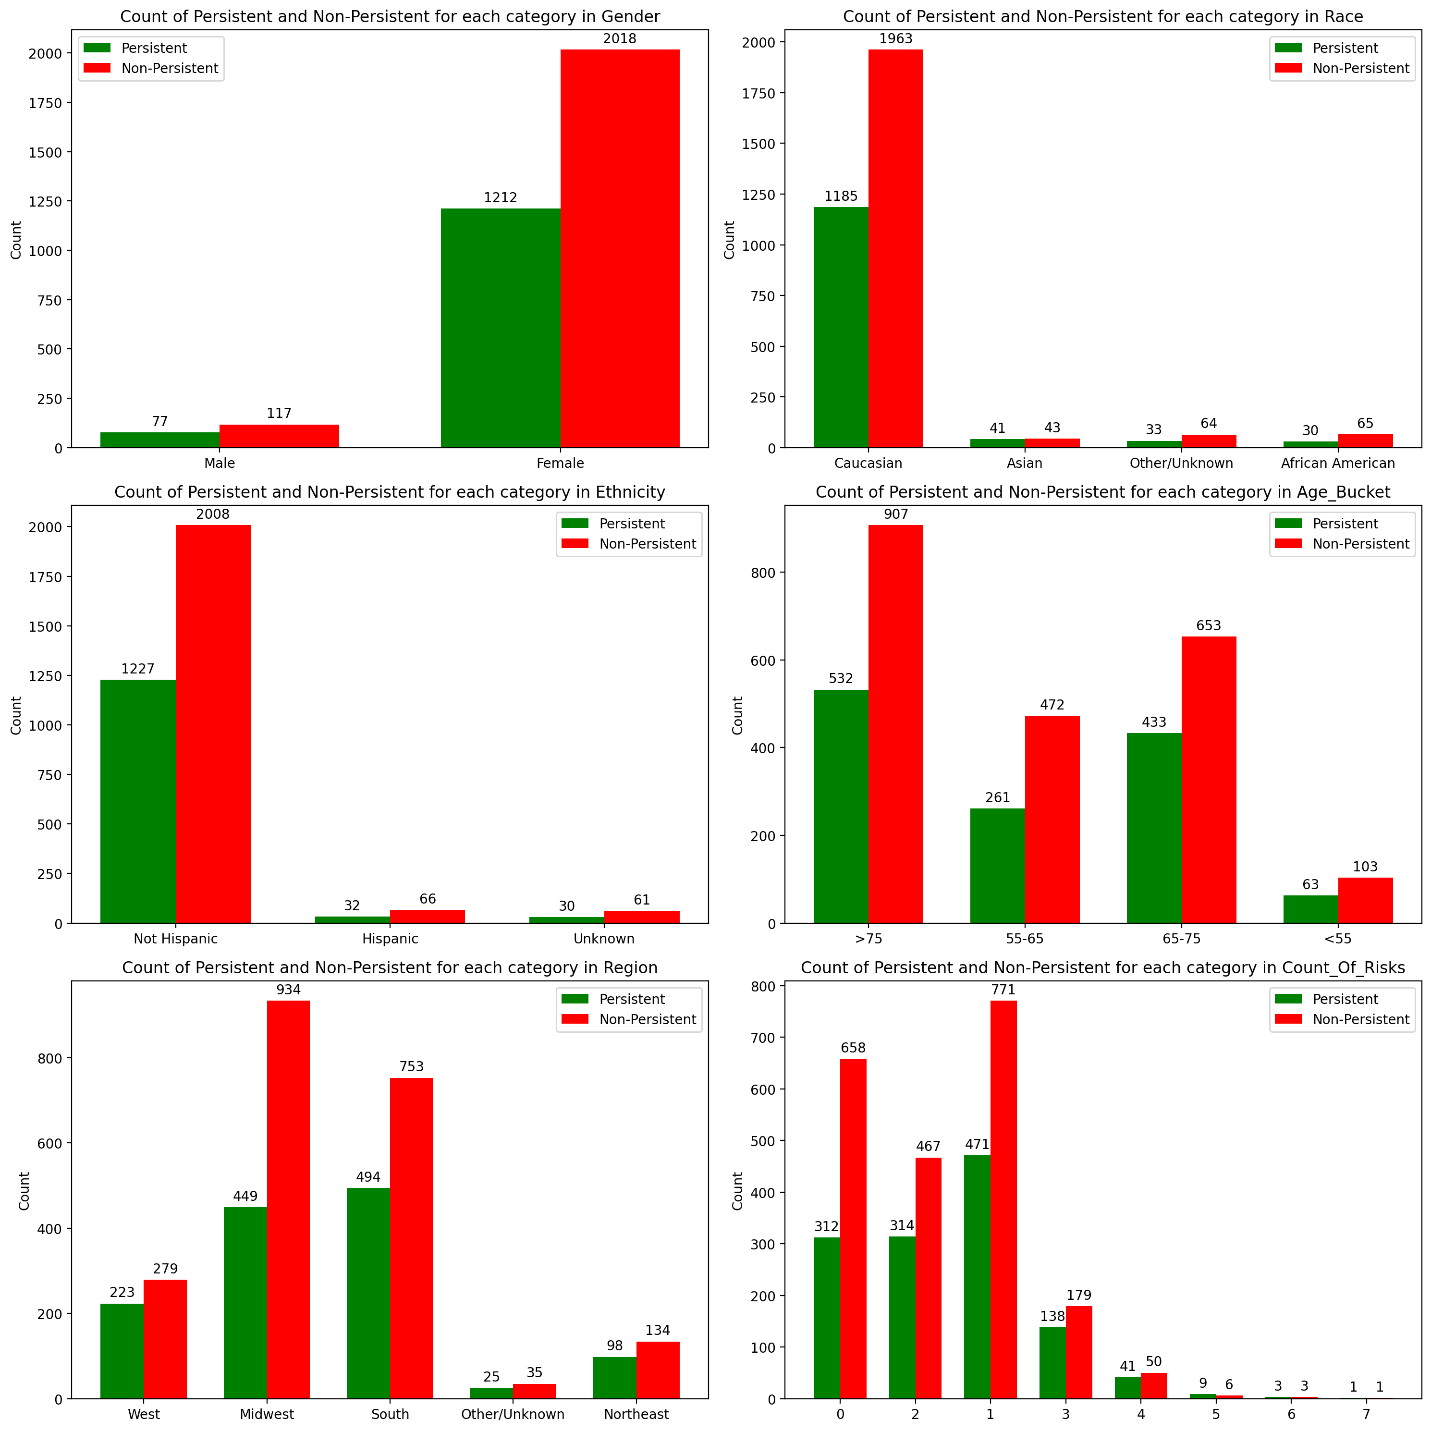 Count of Persistent and Non-Persistent for each category in Gender
Persistent
Non-Persistent
Count
2000
1750
1500
1250
1000
750
500
250
0
77
117
1212
2018
Male
Female
Count of Persistent and Non-Persistent for each category in Race
Persistent
Non-Persistent
Count
2000
1750
1500
1250
1000
750
500
250
0
1185
1963
41
43
33
64
30
65
Caucasian
Asian
Other/Unknown
African American
Count of Persistent and Non-Persistent for each category in Ethnicity
Persistent
Non-Persistent
Count
2000
1750
1500
1250
1000
750
500
250
0
1227
2008
32
66
30
61
Not Hispanic
Hispanic
Unknown
Count of Persistent and Non-Persistent for each category in Age_Bucket
Persistent
Non-Persistent
Count
800
600
400
200
0
532
907
261
472
433
653
63
103
>75
55-65
65-75
<55
Count of Persistent and Non-Persistent for each category in Region
Persistent
Non-Persistent
Count
800
600
400
200
0
223
279
449
934
494
753
25
35
98
134
West
Midwest
South
Other/Unknown
Northeast
Count of Persistent and Non-Persistent for each category in Count_Of_Risks
Persistent
Non-Persistent
Count
800
700
600
500
400
300
200
100
0
312
658
314
467
471
771
138
179
41
50
9
6
3
3
1
1
0
2
1
3
4
5
6
7